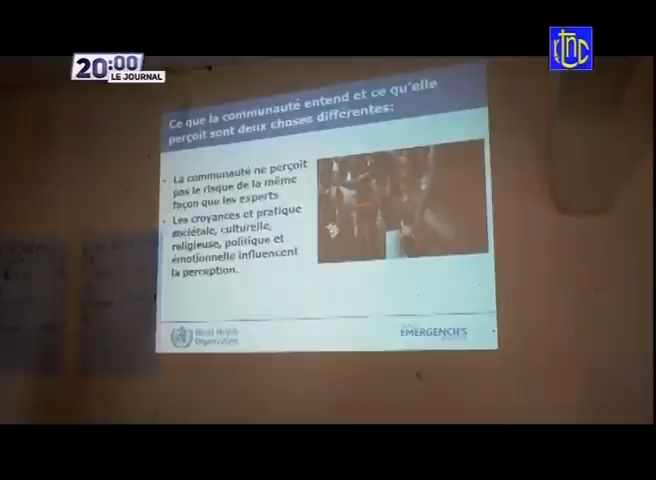 20:00
LE JOURNAL
rtnc
Ce que la communauté entend et ce qu'elle
perçoit sont deux choses différentes:
• La communauté ne perçoit
pas le risque de la même
façon que les experts
• Les croyances et pratique
sociétale, culturelle,
religieuse, politique et
émotionnelle influencent
la perception.
World Health
Organization
EMERGENCIES